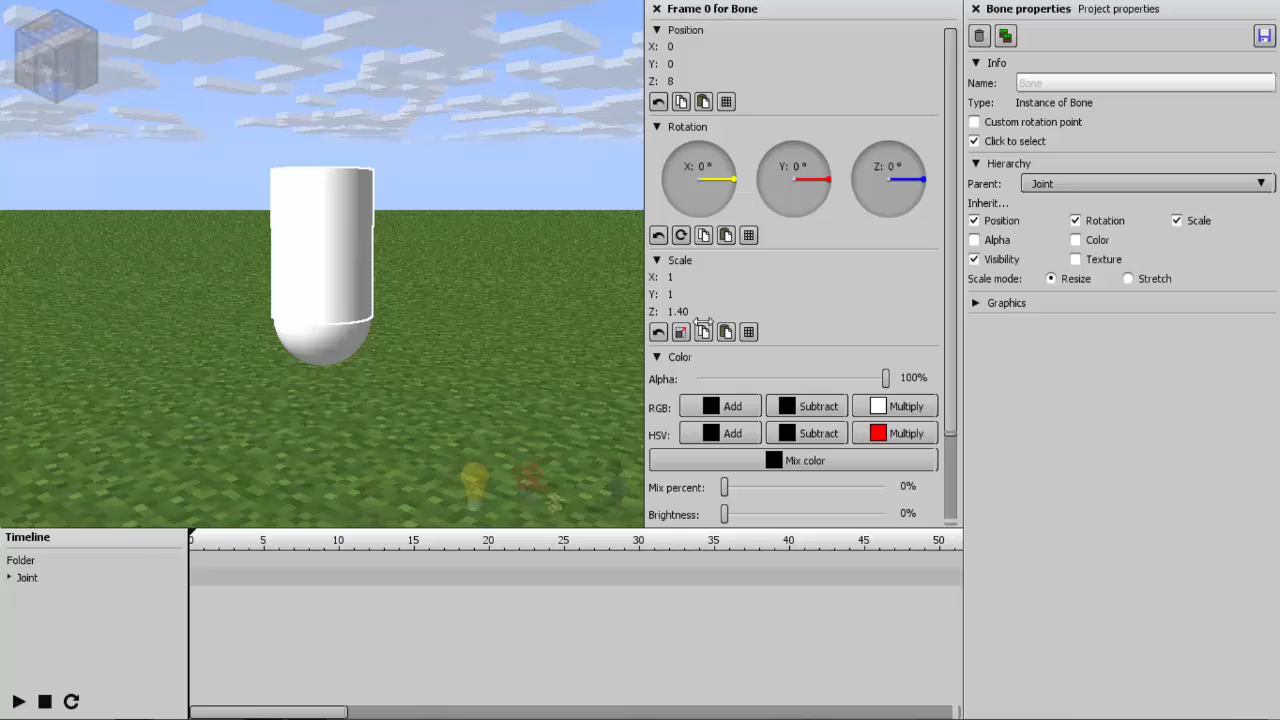 Frame 0 for Bone
Position
X: 0
Y: 0
Z: 8
Rotation
X: 0 °
Y: 0 °
Z: 0 °
Scale
X: 1
Y: 1
Z: 1.40
Color
Alpha: 100%
RGB: Add Subtract Multiply
HSV: Add Subtract Multiply
Mix color
Mix percent: 0%
Brightness: 0%
Bone properties Project properties
Info
Name: Bone
Type: Instance of Bone
Custom rotation point
Click to select
Hierarchy
Parent: Joint
Inherit...
Position Rotation Scale
Alpha Color
Visibility Texture
Scale mode: Resize Stretch
Graphics
Timeline
0 5 10 15 20 25 30 35 40 45 50
Folder
Joint